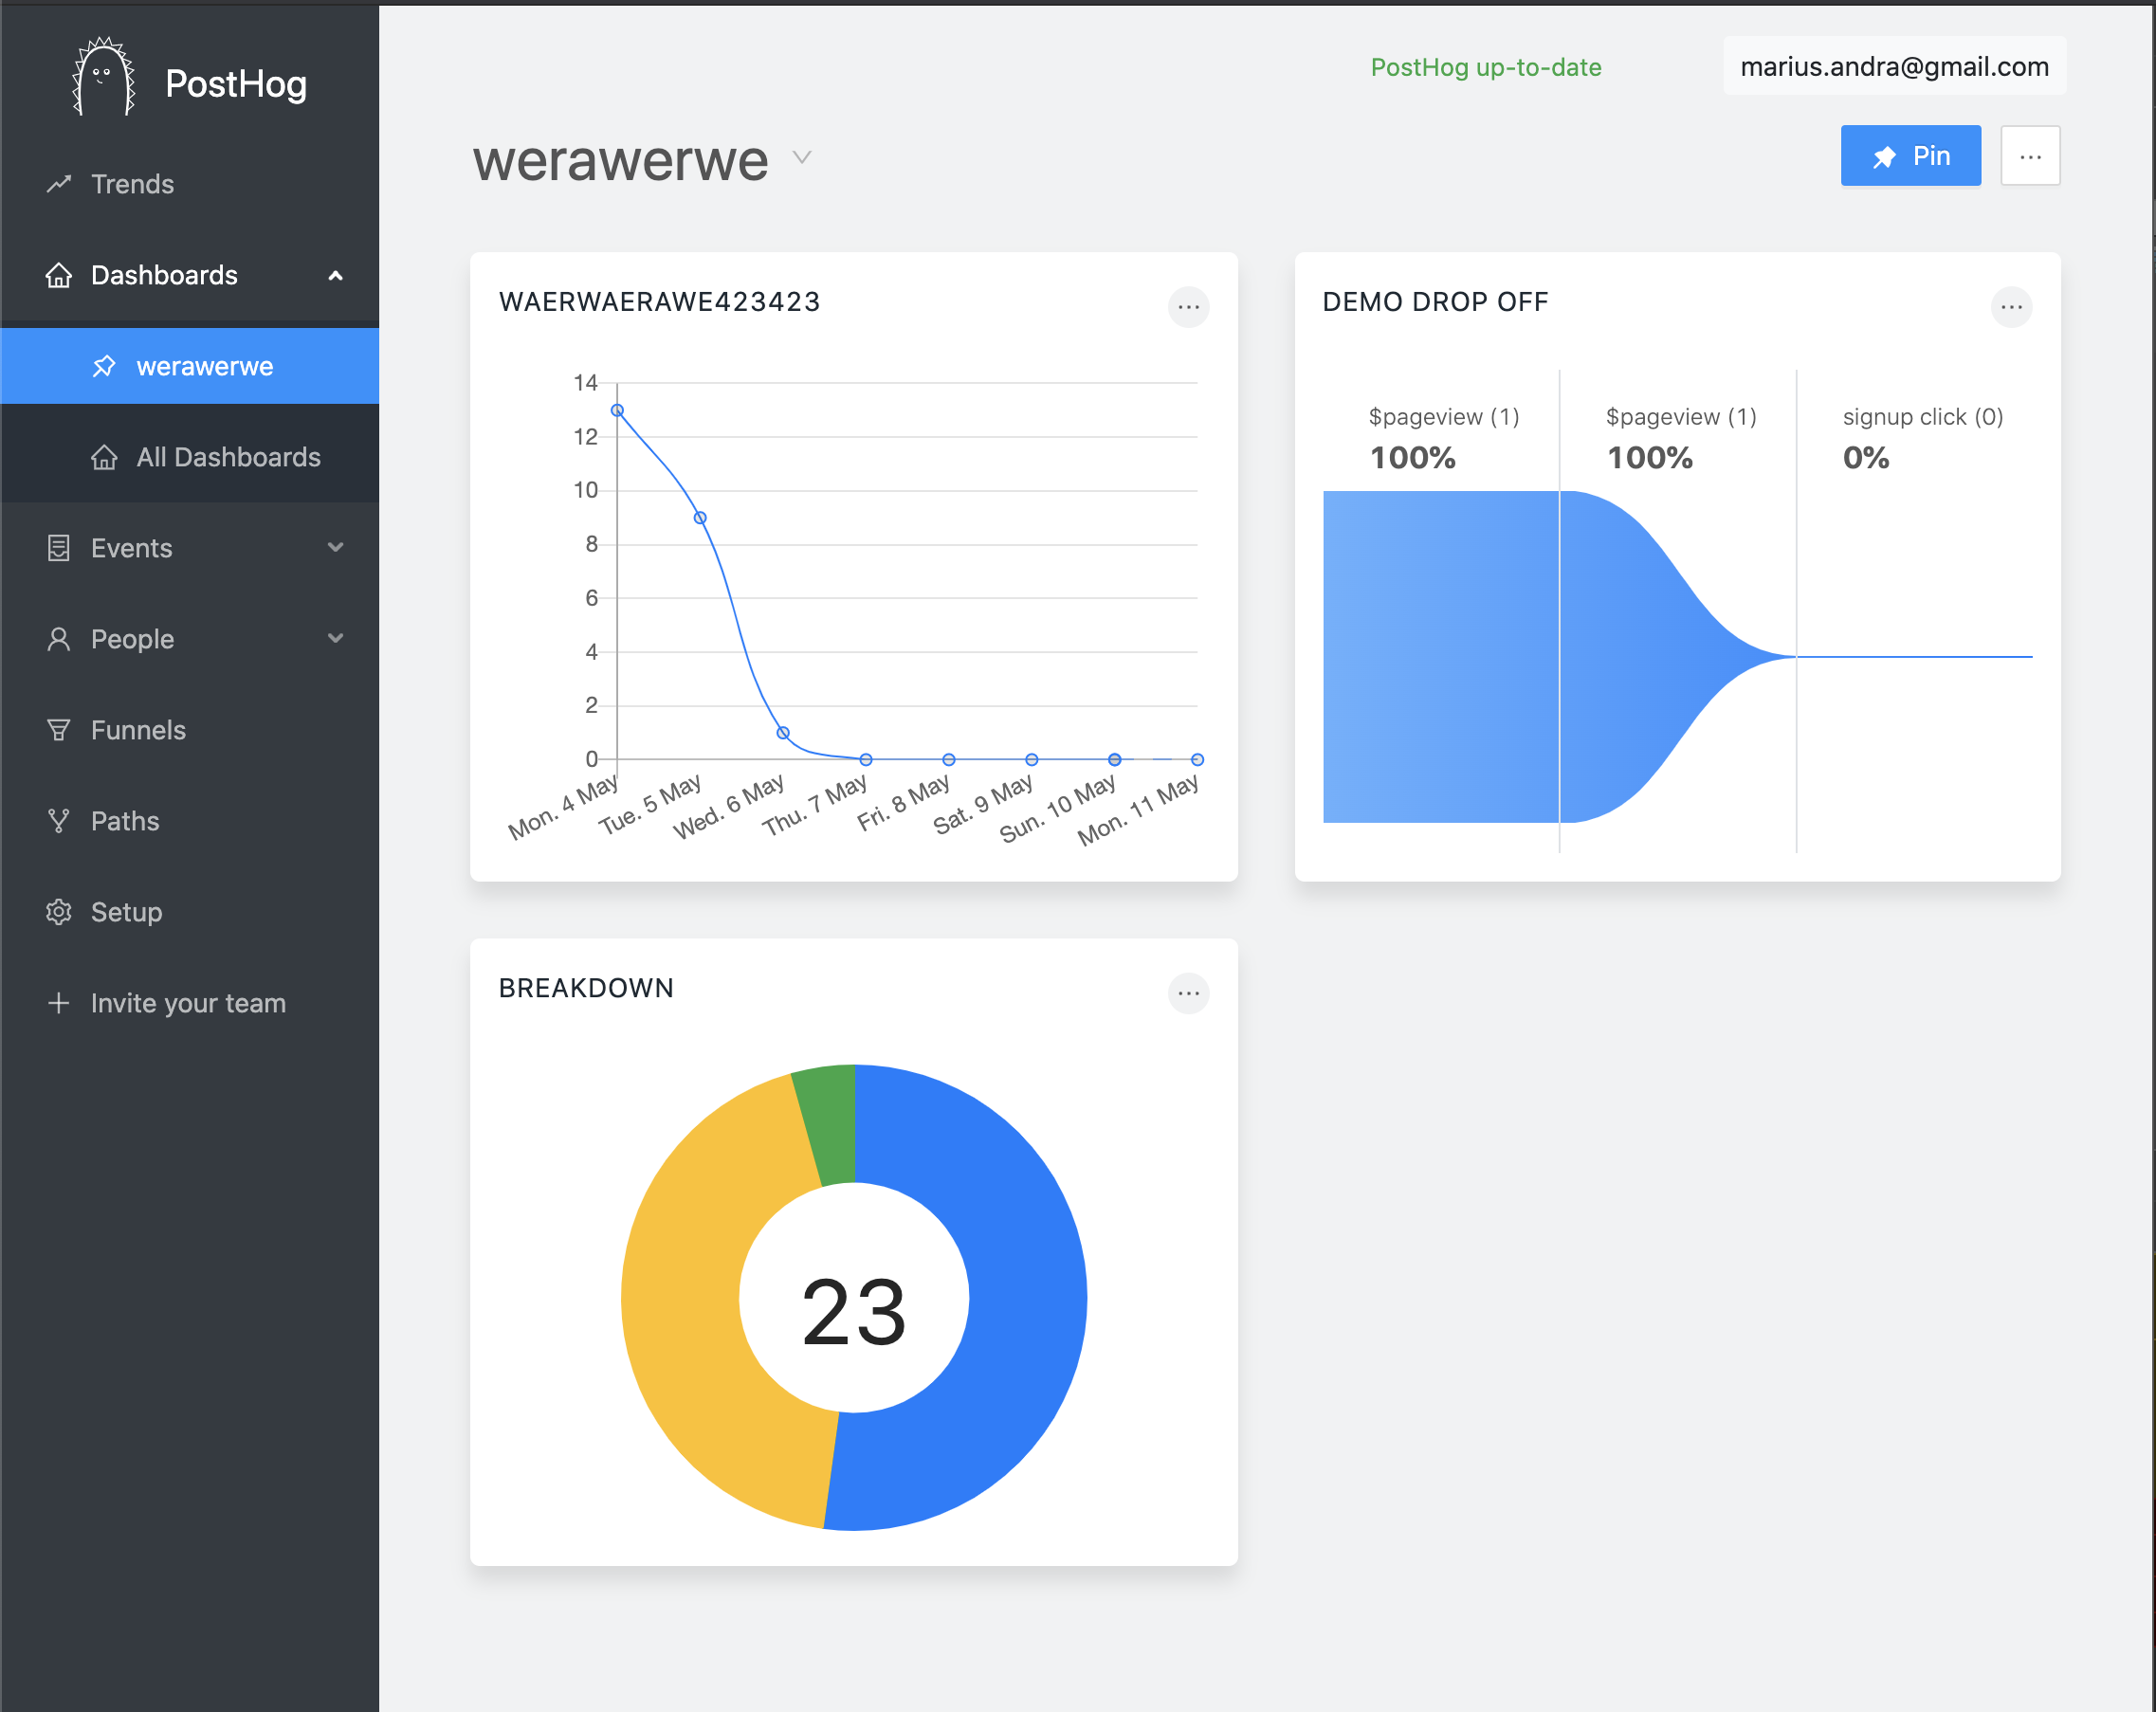 PostHog
Trends
Dashboards
werawerwe
All Dashboards
Events
People
Funnels
Paths
Setup
Invite your team
PostHog up-to-date
marius.andra@gmail.com
werawerwe
Pin
WAERWAERAWE423423
14
12
10
8
6
4
2
0
Mon. 4 May
Tue. 5 May
Wed. 6 May
Thu. 7 May
Fri. 8 May
Sat. 9 May
Sun. 10 May
Mon. 11 May
DEMO DROP OFF
$pageview (1)
100%
$pageview (1)
100%
signup click (0)
0%
BREAKDOWN
23